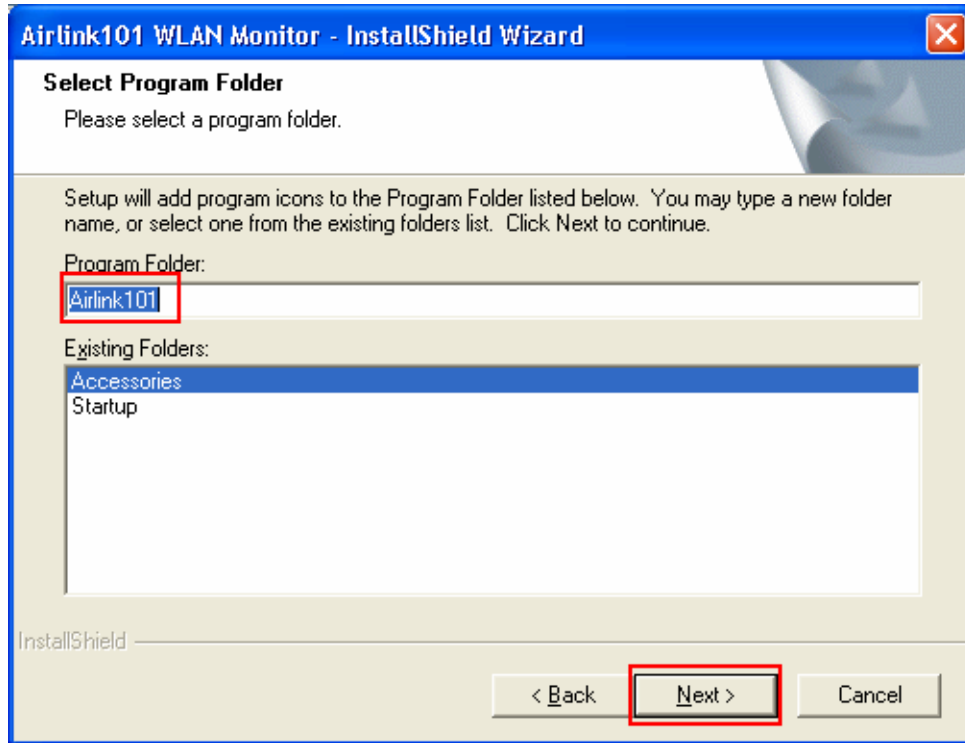 Airlink101 WLAN Monitor - InstallShield Wizard
Select Program Folder
Please select a program folder.
Setup will add program icons to the Program Folder listed below. You may type a new folder
name, or select one from the existing folders list. Click Next to continue.
Program Folder:
Airlink101
Existing Folders:
Accessories
Startup
InstallShield
< Back Next > Cancel